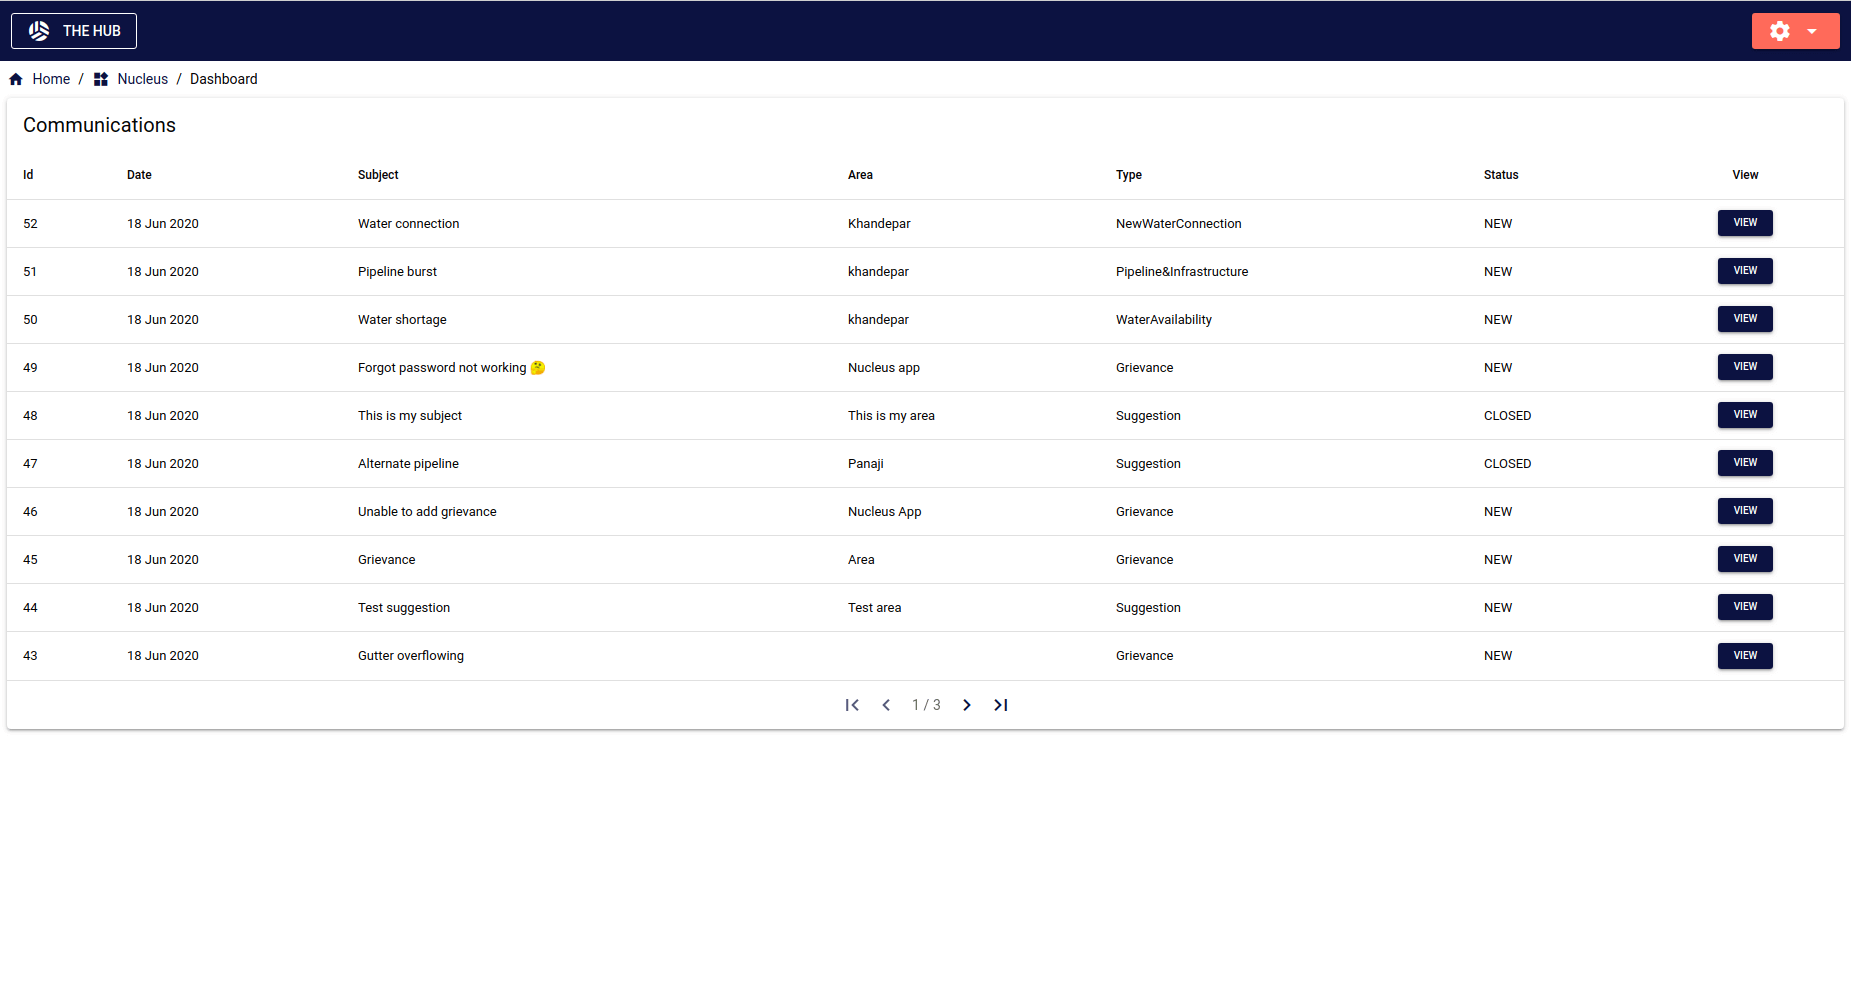 THE HUB
Home / Nucleus / Dashboard
Communications
Id Date Subject Area Type Status View
52 18 Jun 2020 Water connection Khandepar NewWaterConnection NEW VIEW
51 18 Jun 2020 Pipeline burst khandepar Pipeline&Infrastructure NEW VIEW
50 18 Jun 2020 Water shortage khandepar WaterAvailability NEW VIEW
49 18 Jun 2020 Forgot password not working 🤔 Nucleus app Grievance NEW VIEW
48 18 Jun 2020 This is my subject This is my area Suggestion CLOSED VIEW
47 18 Jun 2020 Alternate pipeline Panaji Suggestion CLOSED VIEW
46 18 Jun 2020 Unable to add grievance Nucleus App Grievance NEW VIEW
45 18 Jun 2020 Grievance Area Grievance NEW VIEW
44 18 Jun 2020 Test suggestion Test area Suggestion NEW VIEW
43 18 Jun 2020 Gutter overflowing Grievance NEW VIEW
1 / 3